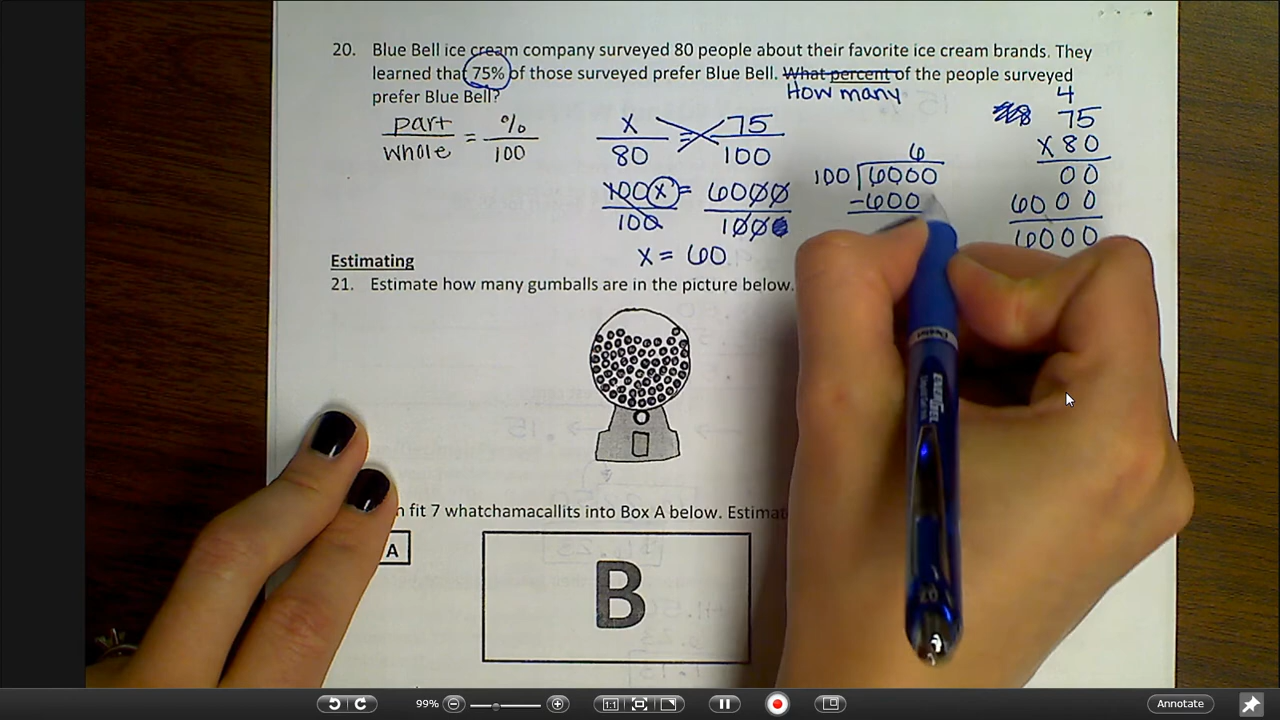 20. Blue Bell ice cream company surveyed 80 people about their favorite ice cream brands. They
learned that 75% of those surveyed prefer Blue Bell. What percent of the people surveyed
How many
prefer Blue Bell?
part / whole = % / 100
x / 80 = 75 / 100
100x / 100 = 6000 / 100
x = 60
6
100 6000
-600
4
75
x 80
00
6000
6000
Estimating
21. Estimate how many gumballs are in the picture below.
fit 7 whatchamacallits into Box A below.
A
B
99%
1:1
Annotate